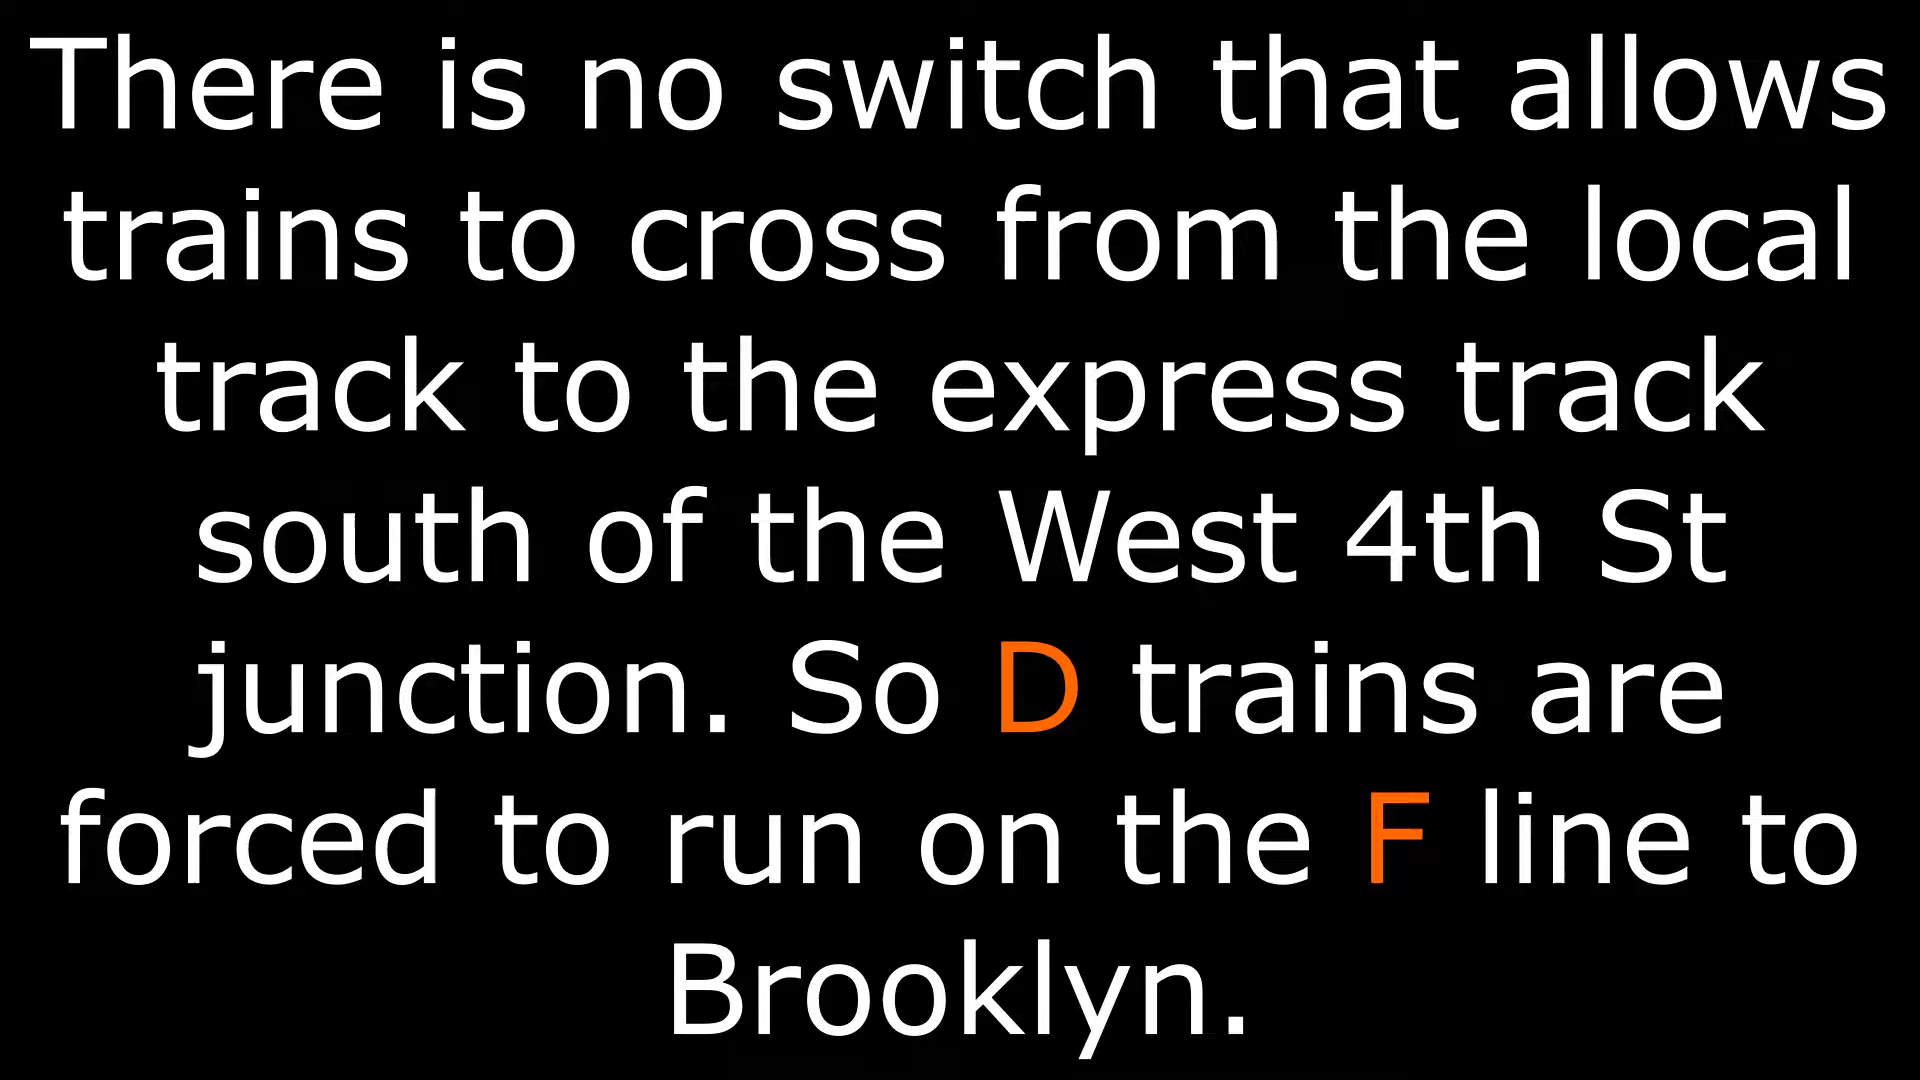 There is no switch that allows
trains to cross from the local
track to the express track
south of the West 4th St
junction. So D trains are
forced to run on the F line to
Brooklyn.